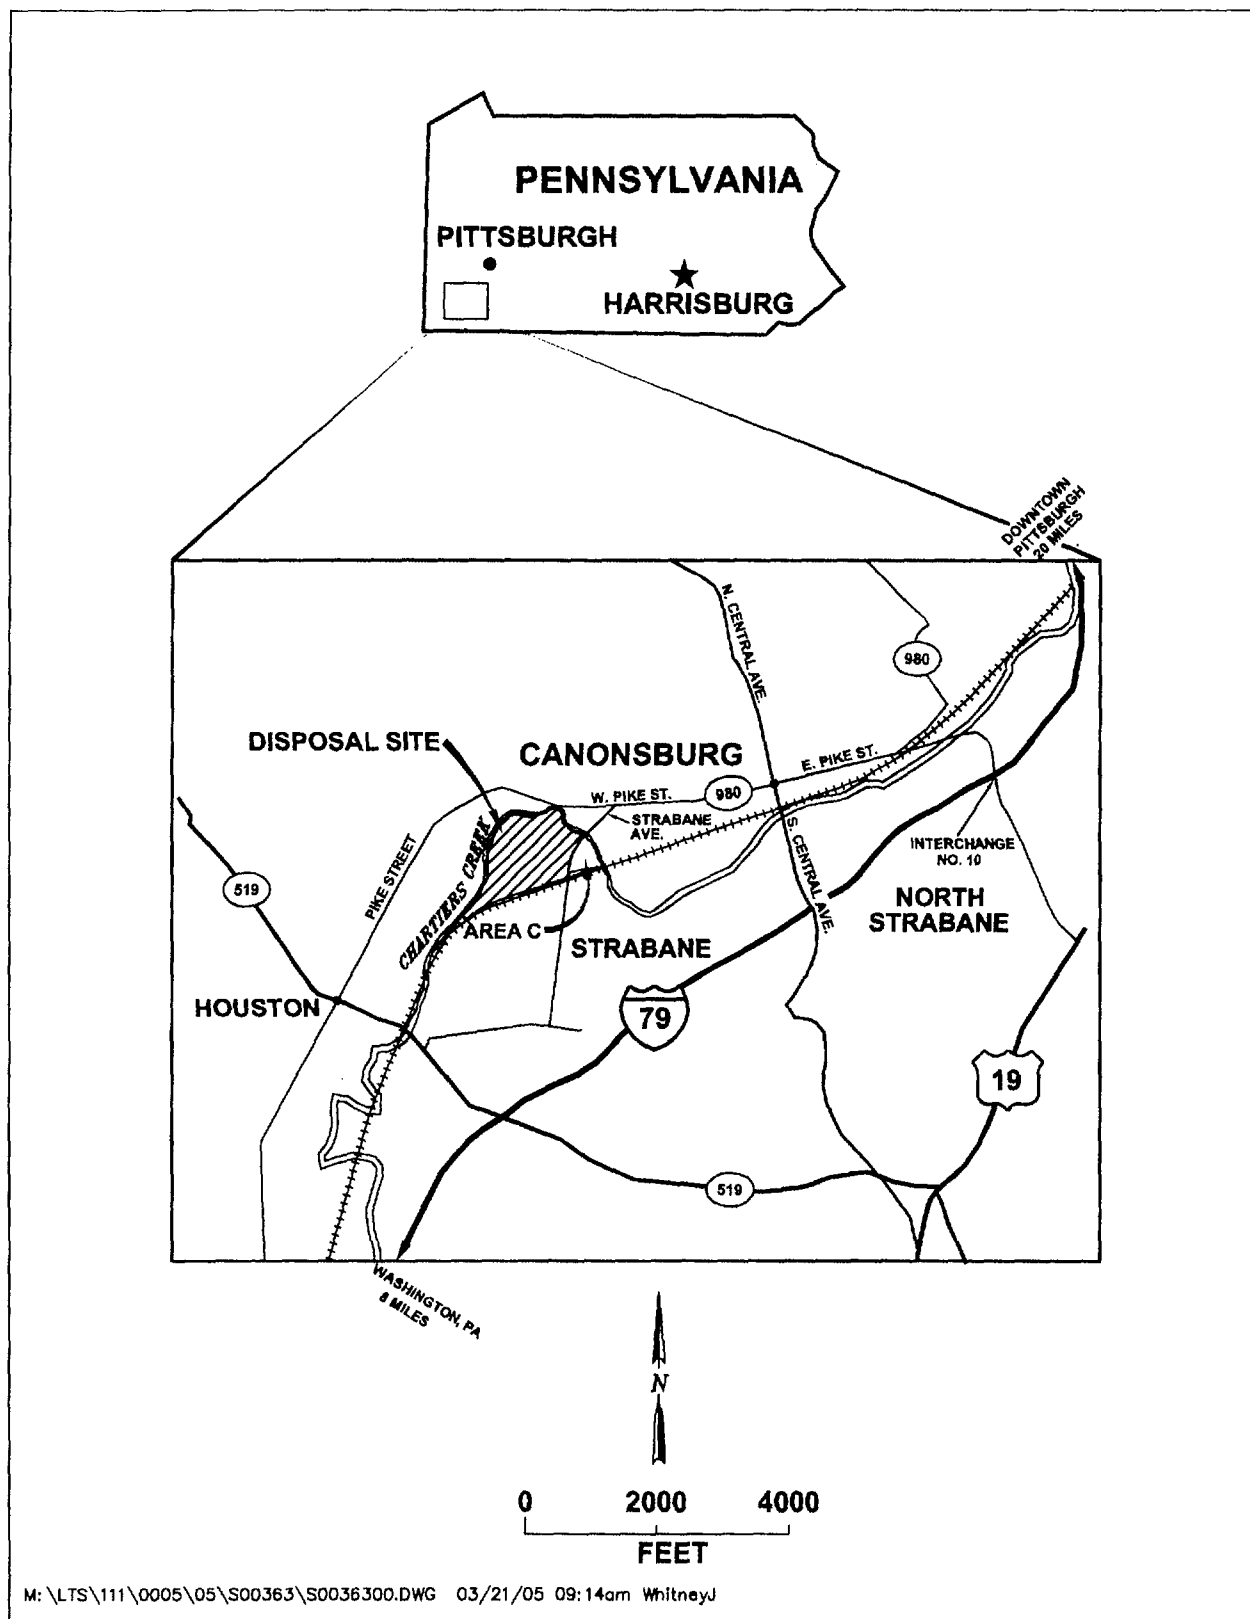 PENNSYLVANIA
PITTSBURGH
HARRISBURG
DOWNTOWN
PITTSBURGH
20 MILES
N. CENTRAL AVE.
980
DISPOSAL SITE
CANONSBURG
E. PIKE ST.
W. PIKE ST.
980
STRABANE
AVE.
S. CENTRAL AVE.
INTERCHANGE
NO. 10
PIKE STREET
CHARTIERS CREEK
519
NORTH
STRABANE
AREA C
STRABANE
HOUSTON
79
19
519
WASHINGTON, PA
8 MILES
N
0 2000 4000
FEET
M:\LTS\111\0005\05\S00363\S0036300.DWG 03/21/05 09:14am WhitneyJ